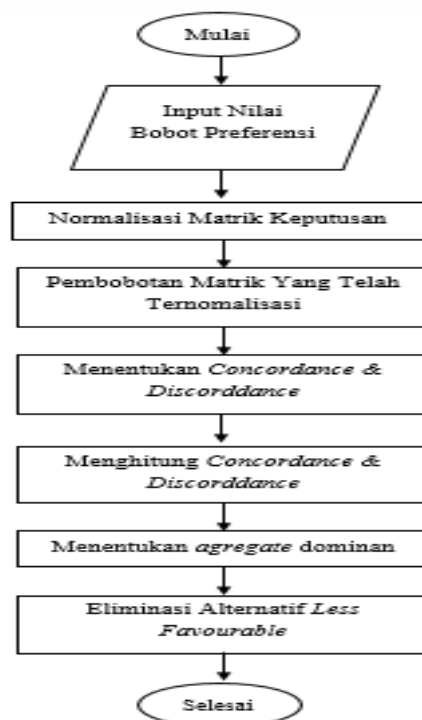 Mulai
Input Nilai
Bobot Preferensi
Normalisasi Matrik Keputusan
Pembobotan Matrik Yang Telah
Ternomalisasi
Menentukan Concordance &
Discorddance
Menghitung Concordance &
Discorddance
Menentukan agregate dominan
Eliminasi Alternatif Less
Favourable
Selesai